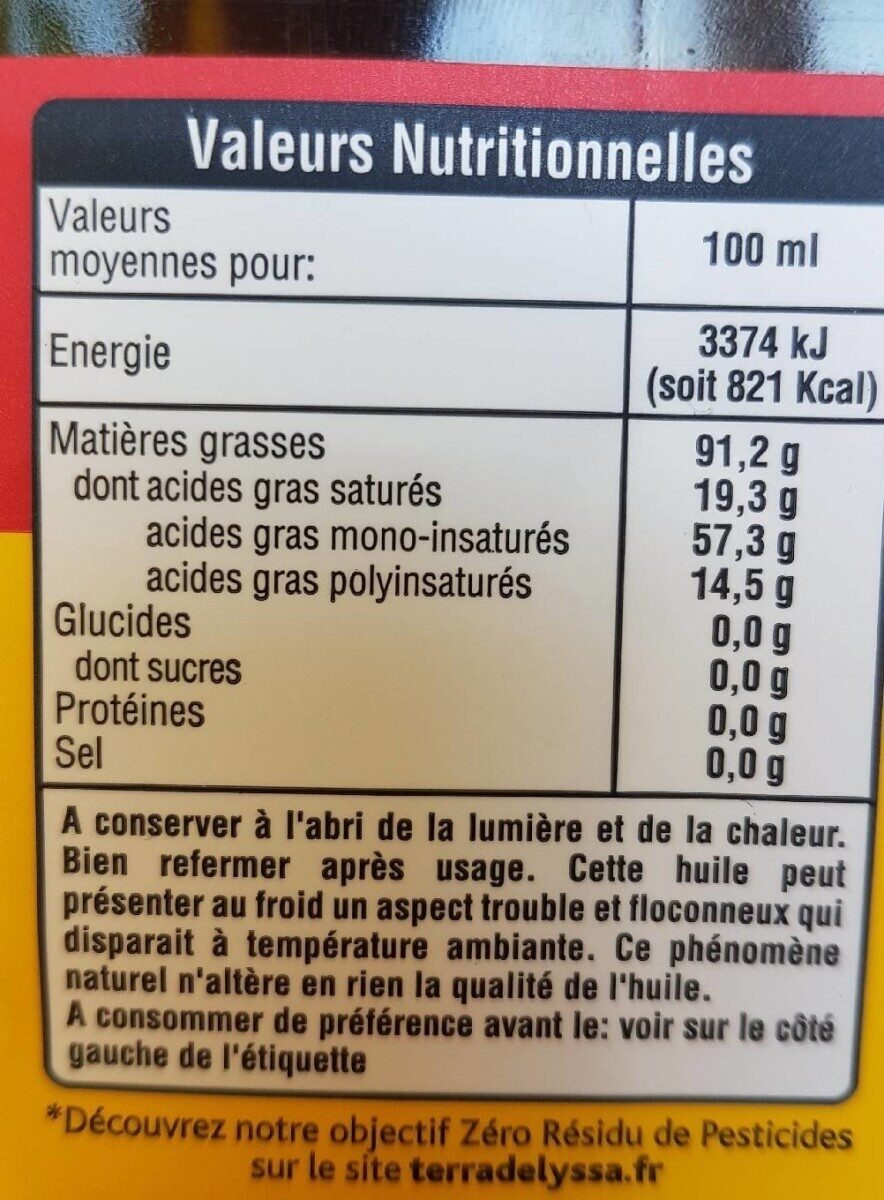 Valeurs Nutritionnelles
Valeurs
moyennes pour:
100 ml
Energie
3374 kJ
(soit 821 Kcal)
Matières grasses 91,2 g
dont acides gras saturés 19,3 g
acides gras mono-insaturés 57,3 g
acides gras polyinsaturés 14,5 g
Glucides 0,0 g
dont sucres 0,0 g
Protéines 0,0 g
Sel 0,0 g
A conserver à l'abri de la lumière et de la chaleur.
Bien refermer après usage. Cette huile peut
présenter au froid un aspect trouble et floconneux qui
disparait à température ambiante. Ce phénomène
naturel n'altère en rien la qualité de l'huile.
A consommer de préférence avant le: voir sur le côté
gauche de l'étiquette
*Découvrez notre objectif Zéro Résidu de Pesticides
sur le site terradelyssa.fr